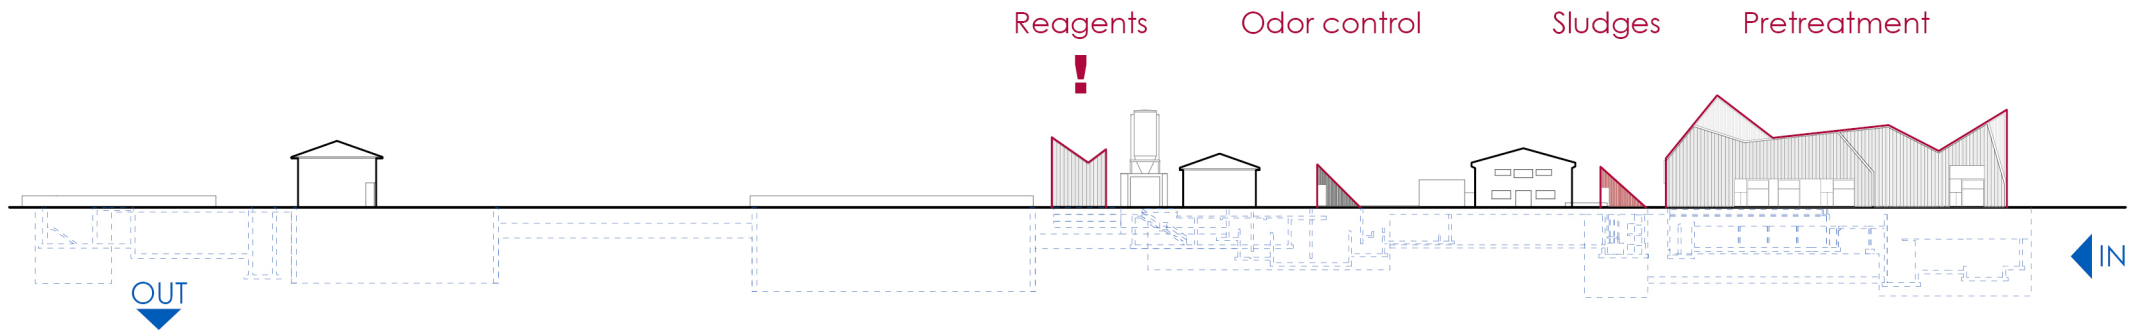 Reagents
Odor control
Sludges
Pretreatment
!
IN
OUT